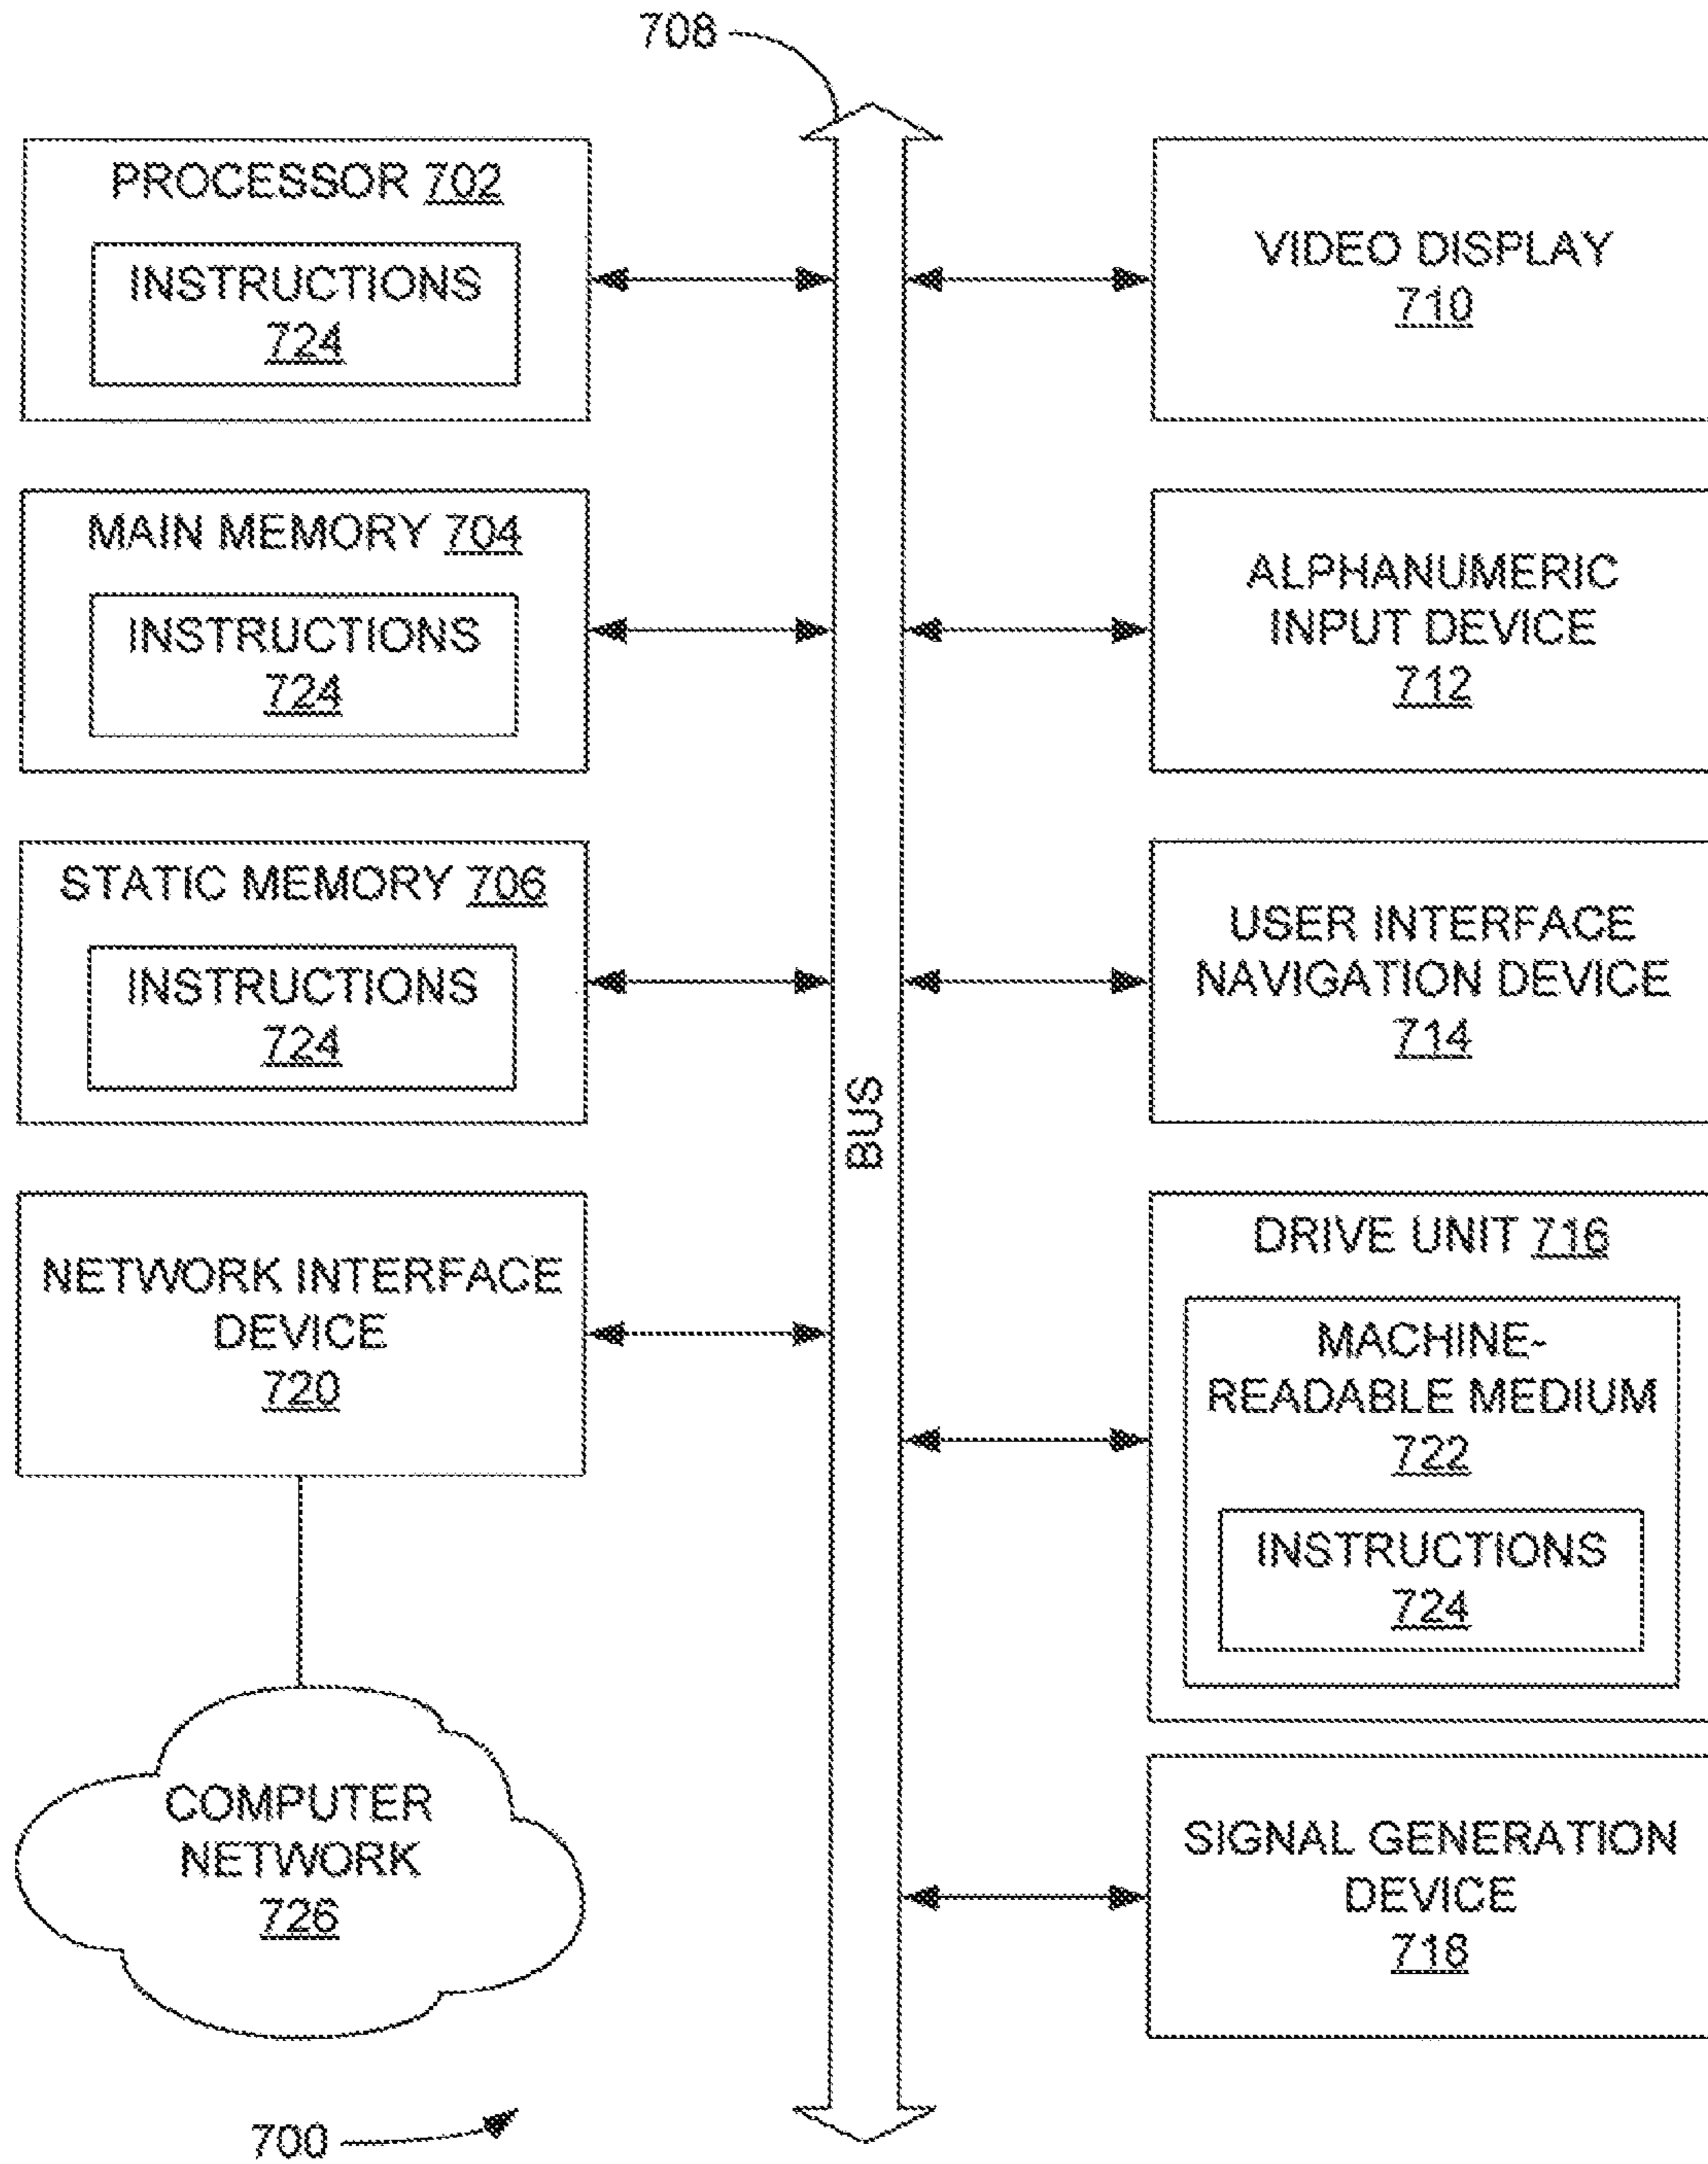 708
PROCESSOR 702
INSTRUCTIONS
724
MAIN MEMORY 704
INSTRUCTIONS
724
STATIC MEMORY 706
INSTRUCTIONS
724
NETWORK INTERFACE
DEVICE
720
COMPUTER
NETWORK
726
700
BUS
VIDEO DISPLAY
710
ALPHANUMERIC
INPUT DEVICE
712
USER INTERFACE
NAVIGATION DEVICE
714
DRIVE UNIT 716
MACHINE-
READABLE MEDIUM
722
INSTRUCTIONS
724
SIGNAL GENERATION
DEVICE
718